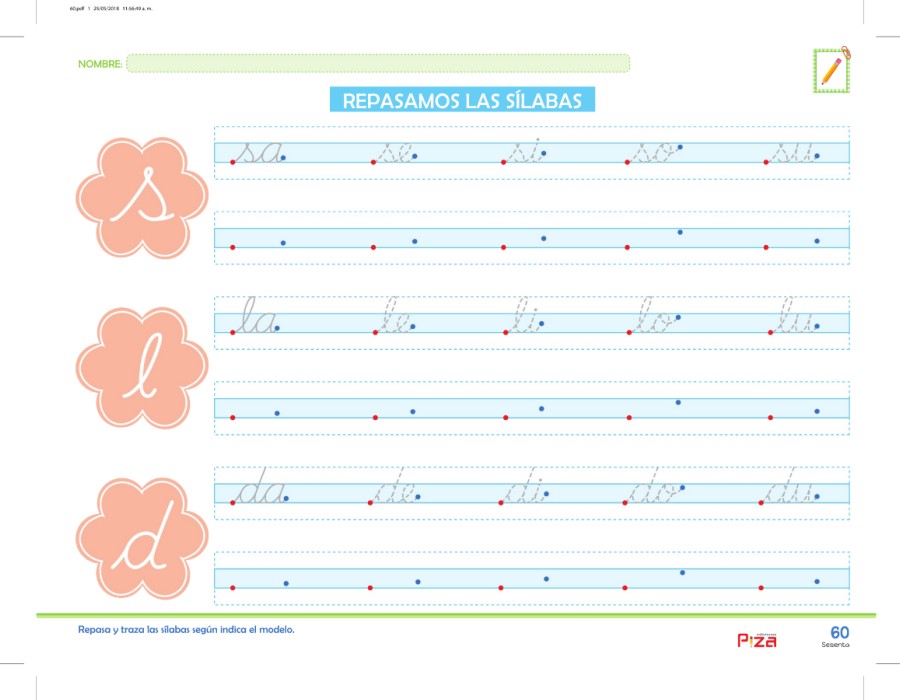 60.pdf 1 25/05/2018 11:56:49 a. m.
NOMBRE:
REPASAMOS LAS SÍLABAS
s
sa se si so su
l
la le li lo lu
d
da de di do du
Repasa y traza las sílabas según indica el modelo.
Piza
60
Sesenta